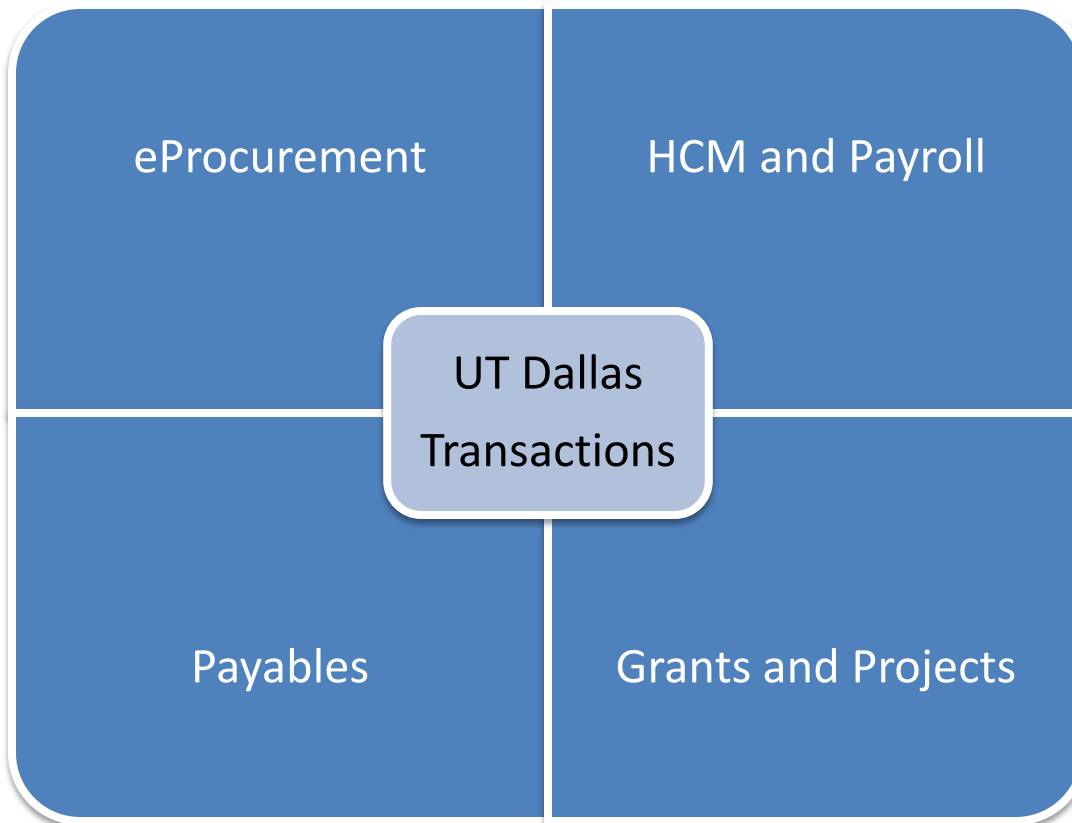 eProcurement
HCM and Payroll
UT Dallas
Transactions
Payables
Grants and Projects